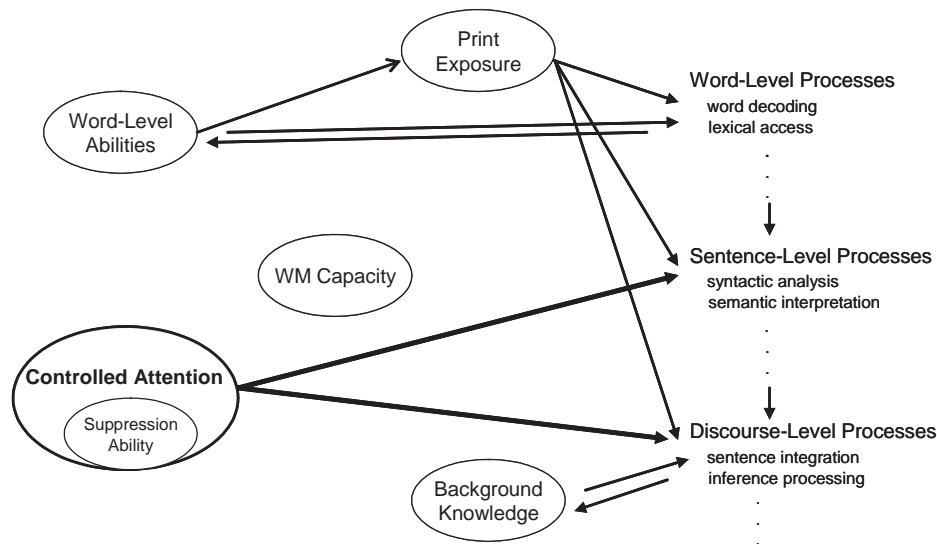 Print
Exposure
Word-Level Processes
word decoding
lexical access
Word-Level
Abilities
Sentence-Level Processes
syntactic analysis
semantic interpretation
WM Capacity
Controlled Attention
Suppression
Ability
Discourse-Level Processes
sentence integration
inference processing
Background
Knowledge